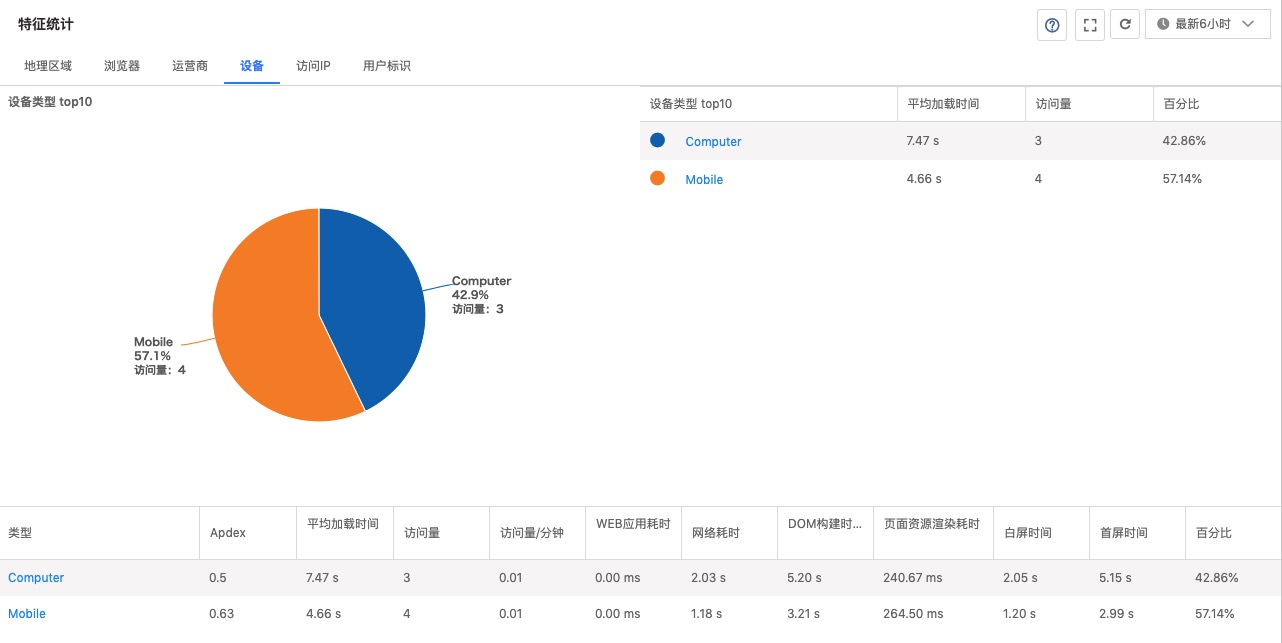 特征统计
最新6小时
地理区域 浏览器 运营商 设备 访问IP 用户标识
设备类型 top10
设备类型 top10 平均加载时间 访问量 百分比
Computer 7.47 s 3 42.86%
Mobile 4.66 s 4 57.14%
Computer
42.9%
访问量：3
Mobile
57.1%
访问量：4
类型 Apdex 平均加载时间 访问量 访问量/分钟 WEB应用耗时 网络耗时 DOM构建时... 页面资源渲染耗时 白屏时间 首屏时间 百分比
Computer 0.5 7.47 s 3 0.01 0.00 ms 2.03 s 5.20 s 240.67 ms 2.05 s 5.15 s 42.86%
Mobile 0.63 4.66 s 4 0.01 0.00 ms 1.18 s 3.21 s 264.50 ms 1.20 s 2.99 s 57.14%